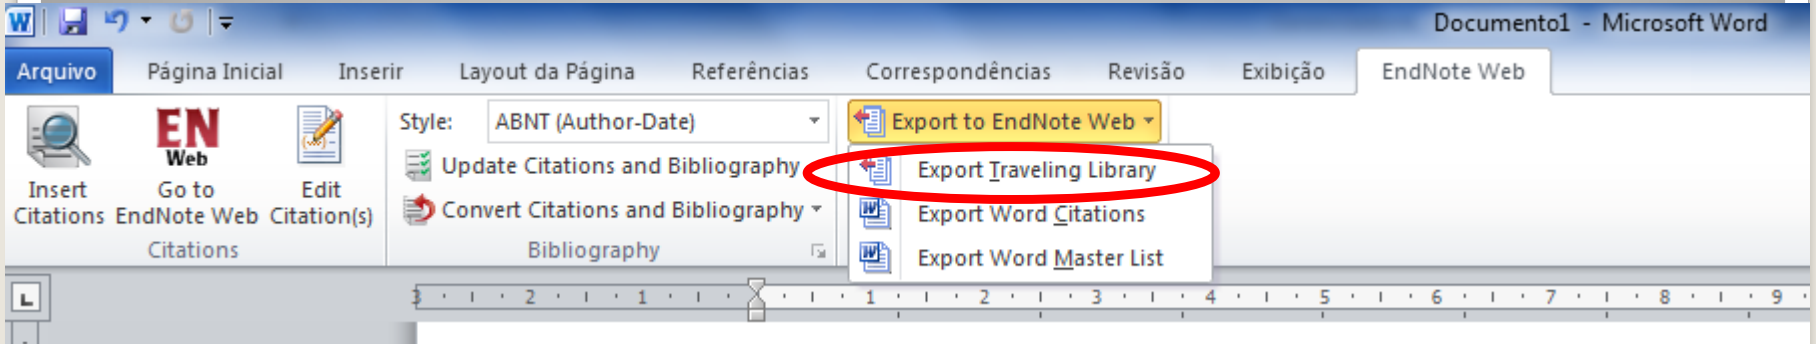 W
Documento1 - Microsoft Word
Arquivo Página Inicial Inserir Layout da Página Referências Correspondências Revisão Exibição EndNote Web
EN
Web
Insert
Citations
Go to
EndNote Web
Edit
Citation(s)
Citations
Style: ABNT (Author-Date)
Update Citations and Bibliography
Convert Citations and Bibliography
Bibliography
Export to EndNote Web
Export Traveling Library
Export Word Citations
Export Word Master List
L
3 2 1 1 2 3 4 5 6 7 8 9